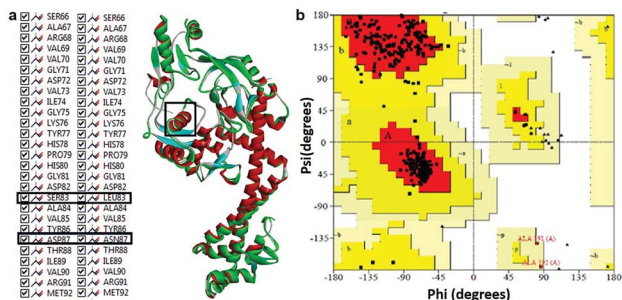 a
SER66 SER66
ALA67 ALA67
ARG68 ARG68
VAL69 VAL69
VAL70 VAL70
GLY71 GLY71
ASP72 ASP72
VAL73 VAL73
ILE74 ILE74
GLY75 GLY75
LYS76 LYS76
TYR77 TYR77
HIS78 HIS78
PRO79 PRO79
HIS80 HIS80
GLY81 GLY81
ASP82 ASP82
SER83 LEU83
ALA84 ALA84
VAL85 VAL85
TYR86 TYR86
ASP87 ASN87
THR88 THR88
ILE89 ILE89
VAL90 VAL90
ARG91 ARG91
MET92 MET92
b
Psi(degrees)
180
135
90
45
0
-45
-90
-135
b
a
A
l
ALA 191 (A)
ALA 192 (A)
b
p
b
-180 -135 -90 -45 0 45 90 135 180
Phi (degrees)